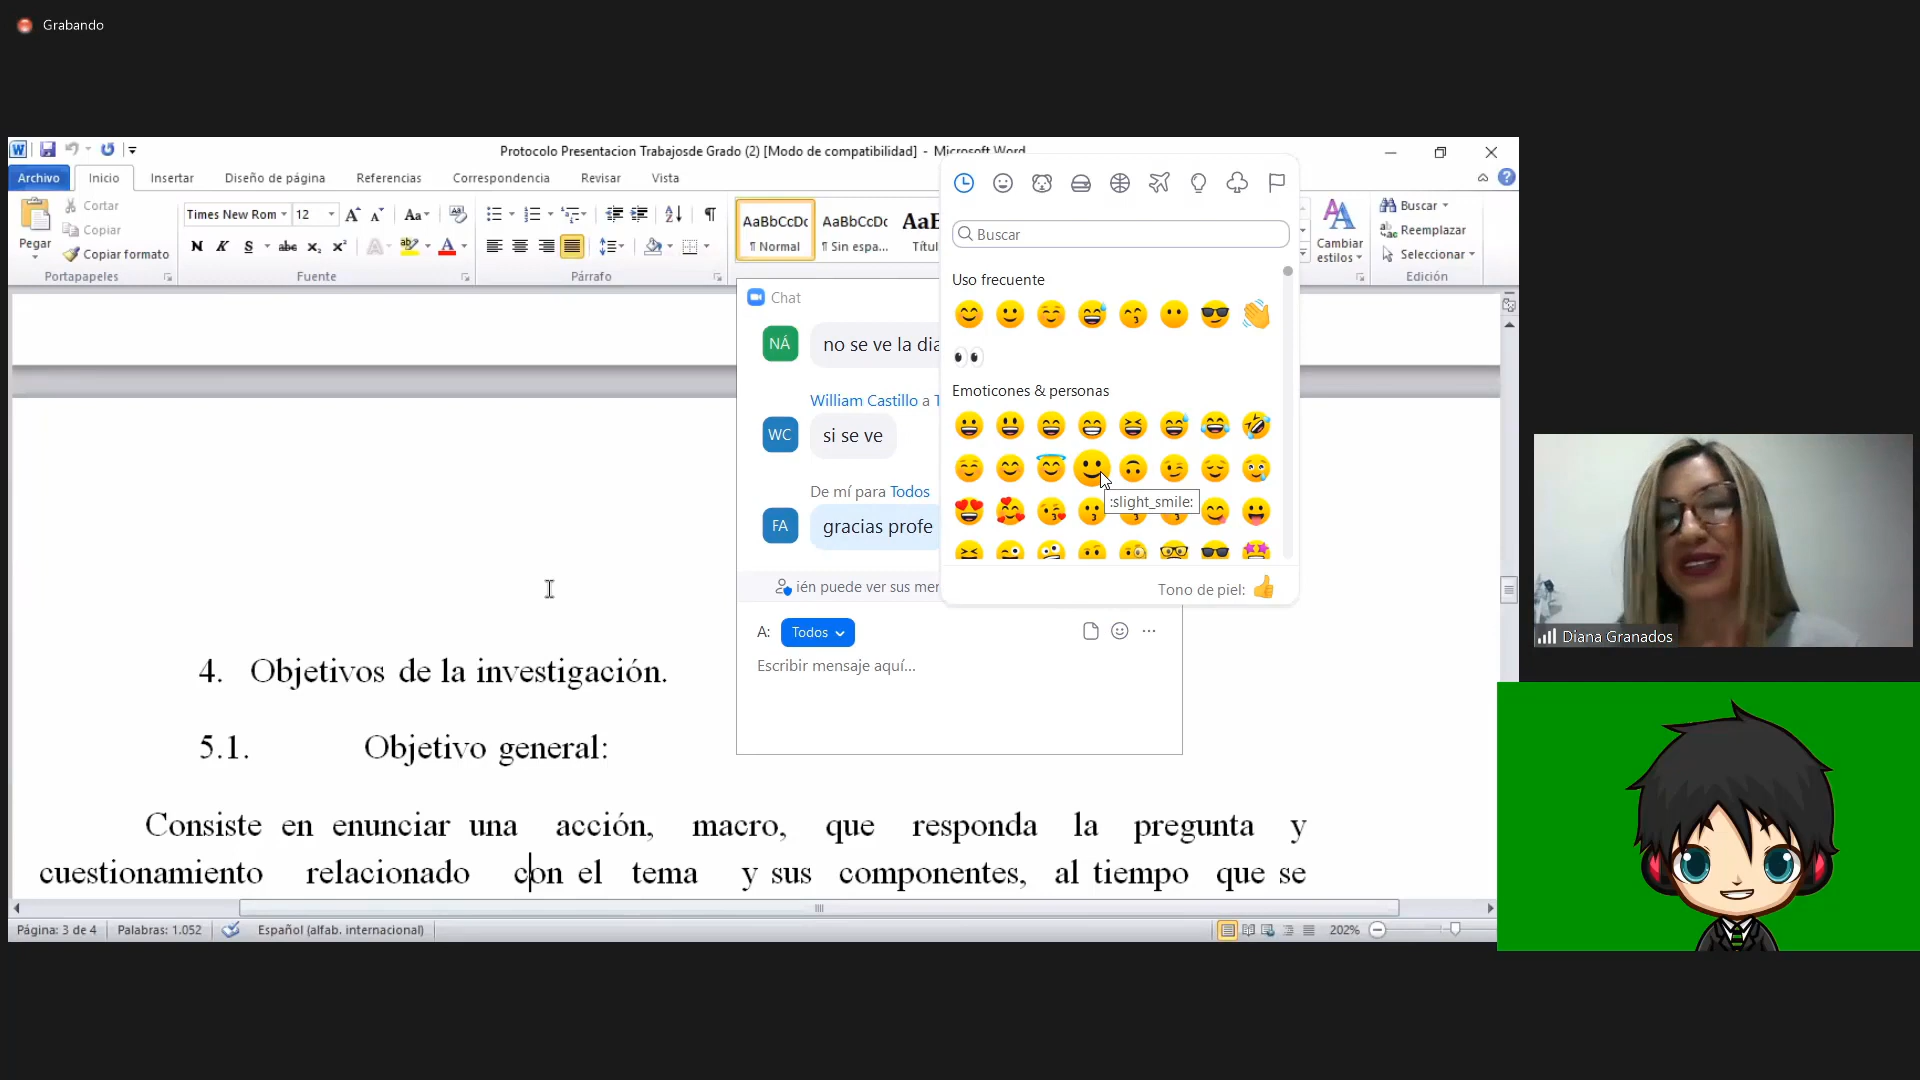 Grabando
Protocolo Presentacion Trabajosde Grado (2) [Modo de compatibilidad] - Microsoft Word
Archivo Inicio Insertar Diseño de página Referencias Correspondencia Revisar Vista
Pegar
Cortar
Copiar
Copiar formato
Portapapeles
Times New Rom 12
Fuente
Párrafo
AaBbCcDc
¶ Normal
AaBbCcDc
¶ Sin espa...
AaB
Títul
Cambiar
estilos
Buscar
Reemplazar
Seleccionar
Edición
Chat
NÁ
no se ve la dia
William Castillo a T
WC
si se ve
De mí para Todos
FA
gracias profe
ién puede ver sus mer
A: Todos
Escribir mensaje aquí...
Buscar
Uso frecuente
Emoticones & personas
:slight_smile:
Tono de piel:
4. Objetivos de la investigación.
5.1. Objetivo general:
Consiste en enunciar una acción, macro, que responda la pregunta y
cuestionamiento relacionado con el tema y sus componentes, al tiempo que se
Página: 3 de 4 Palabras: 1.052 Español (alfab. internacional) 202%
Diana Granados